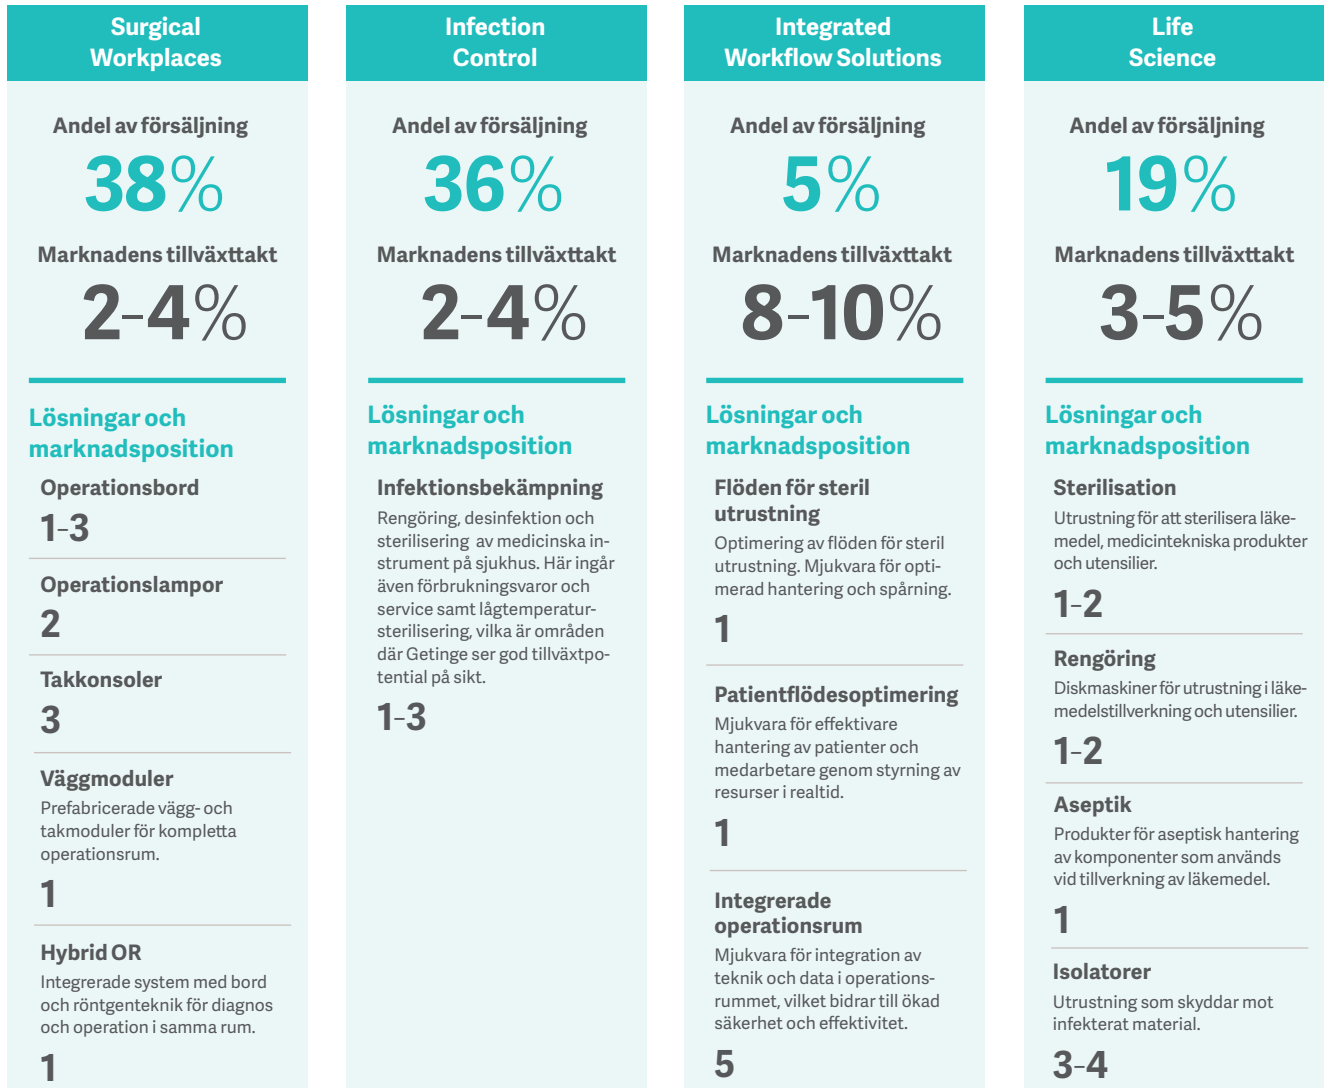 Surgical
Workplaces
Andel av försäljning
38%
Marknadens tillväxttakt
2–4%
Lösningar och
marknadsposition
Operationsbord
1–3
Operationslampor
2
Takkonsoler
3
Väggmoduler
Prefabricerade vägg- och
takmoduler för kompletta
operationsrum.
1
Hybrid OR
Integrerade system med bord
och röntgenteknik för diagnos
och operation i samma rum.
1
Infection
Control
Andel av försäljning
36%
Marknadens tillväxttakt
2–4%
Lösningar och
marknadsposition
Infektionsbekämpning
Rengöring, desinfektion och
sterilisering av medicinska in-
strument på sjukhus. Här ingår
även förbrukningsvaror och
service samt lågtemperatur-
sterilisering, vilka är områden
där Getinge ser god tillväxtpo-
tential på sikt.
1–3
Integrated
Workflow Solutions
Andel av försäljning
5%
Marknadens tillväxttakt
8–10%
Lösningar och
marknadsposition
Flöden för steril
utrustning
Optimering av flöden för steril
utrustning. Mjukvara för opti-
merad hantering och spårning.
1
Patientflödesoptimering
Mjukvara för effektivare
hantering av patienter och
medarbetare genom styrning av
resurser i realtid.
1
Integrerade
operationsrum
Mjukvara för integration av
teknik och data i operations-
rummet, vilket bidrar till ökad
säkerhet och effektivitet.
5
Life
Science
Andel av försäljning
19%
Marknadens tillväxttakt
3–5%
Lösningar och
marknadsposition
Sterilisation
Utrustning för att sterilisera läke-
medel, medicintekniska produkter
och utensilier.
1–2
Rengöring
Diskmaskiner för utrustning i läke-
medelstillverkning och utensilier.
1–2
Aseptik
Produkter för aseptisk hantering
av komponenter som används
vid tillverkning av läkemedel.
1
Isolatorer
Utrustning som skyddar mot
infekterat material.
3–4